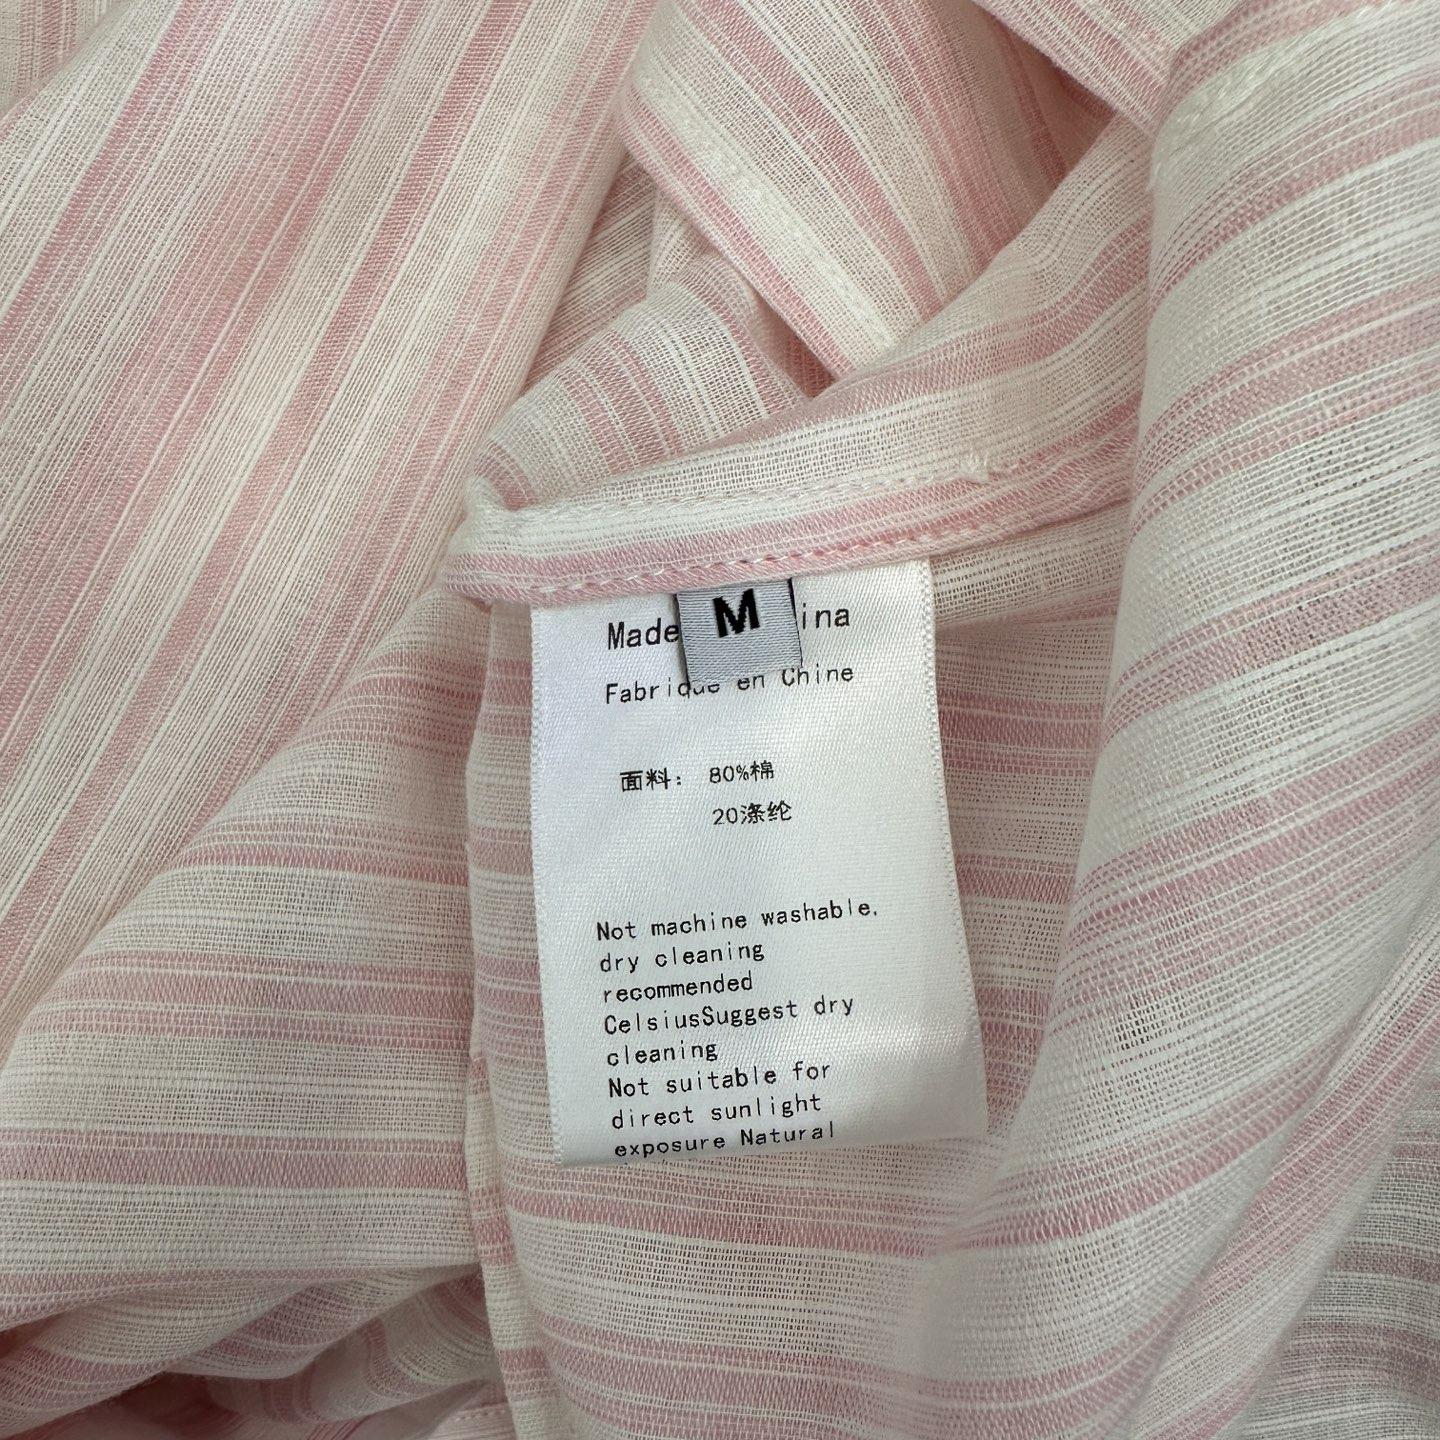 M
Made ina
Fabrique en Chine
面料： 80%棉
20涤纶
Not machine washable,
dry cleaning
recommended
CelsiusSuggest dry
cleaning
Not suitable for
direct sunlight
exposure Natural